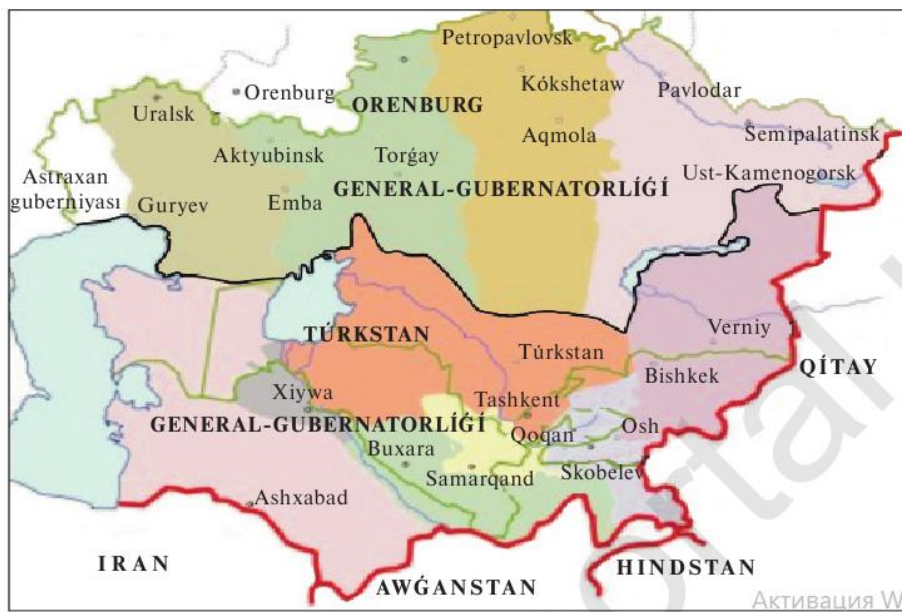 Petropavlovsk
Orenburg
ORENBURG
Kókshetaw
Pavlodar
Uralsk
Aqmola
Semipalatinsk
Aktyubinsk
Torǵay
Astraxan
guberniyası
GENERAL-GUBERNATORLÍǴÍ
Ust-Kamenogorsk
Guryev
Emba
TÚRKSTAN
Verniy
Túrkstan
QÍTAY
Bishkek
Xiywa
Tashkent
GENERAL-GUBERNATORLÍǴÍ
Qoqan
Osh
Buxara
Samarqand
Skobelev
Ashxabad
IRAN
AWǴANSTAN
HINDSTAN
ortal
Активация W